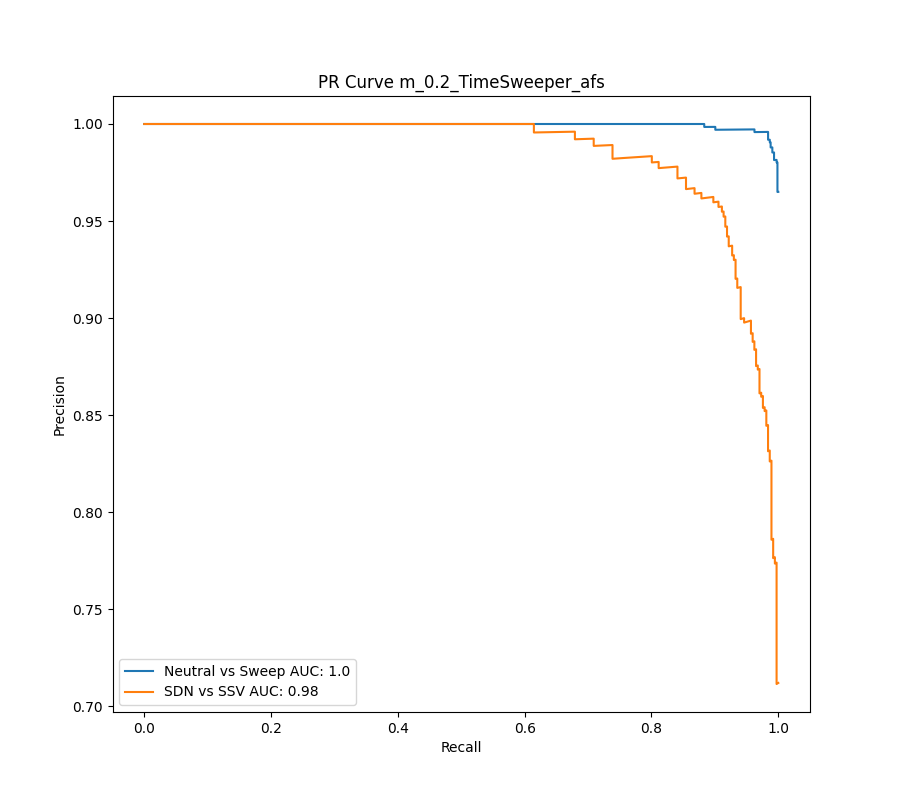 PR Curve m_0.2_TimeSweeper_afs
1.00
0.95
0.90
0.85
0.80
0.75
0.70
Precision
Neutral vs Sweep AUC: 1.0
SDN vs SSV AUC: 0.98
0.0 0.2 0.4 0.6 0.8 1.0
Recall